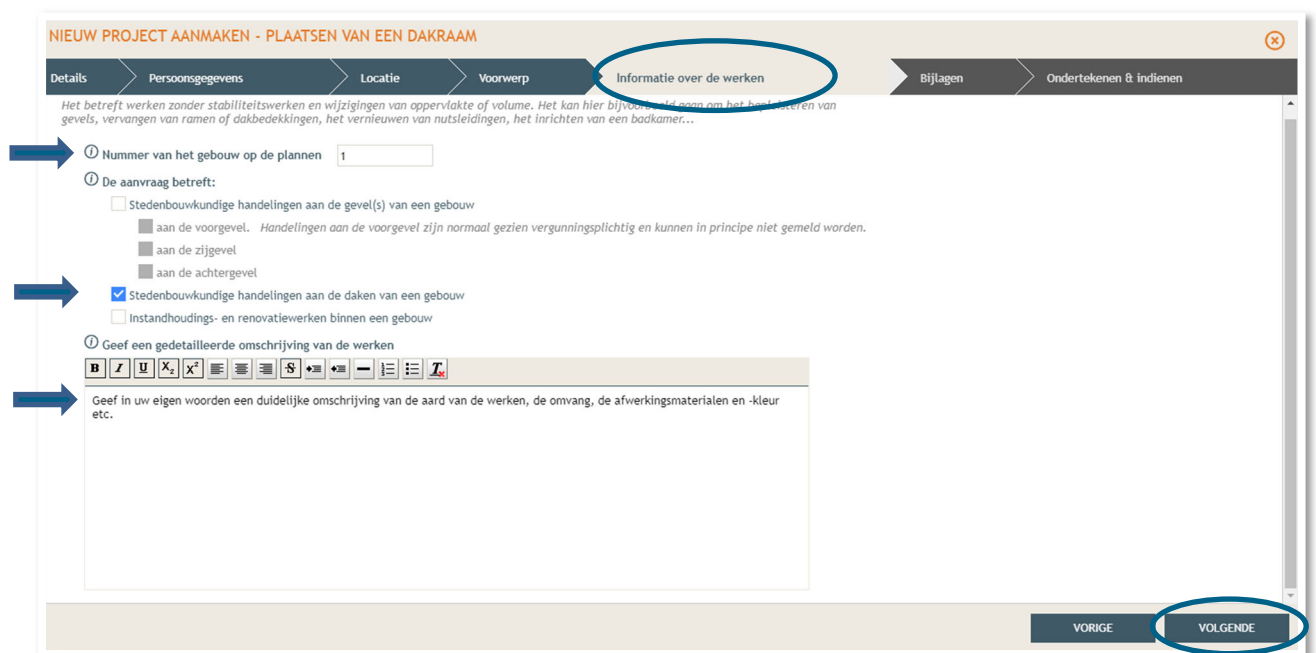 NIEUW PROJECT AANMAKEN - PLAATSEN VAN EEN DAKRAAM
Details
Persoonsgegevens
Locatie
Voorwerp
Informatie over de werken
Bijlagen
Ondertekenen & indienen
Het betreft werken zonder stabiliteitswerken en wijzigingen van oppervlakte of volume. Het kan hier bijvoorbeeld gaan om het bepleisteren van
gevels, vervangen van ramen of dakbedekkingen, het vernieuwen van nutsleidingen, het inrichten van een badkamer...
Nummer van het gebouw op de plannen 1
De aanvraag betreft:
Stedenbouwkundige handelingen aan de gevel(s) van een gebouw
aan de voorgevel. Handelingen aan de voorgevel zijn normaal gezien vergunningsplichtig en kunnen in principe niet gemeld worden.
aan de zijgevel
aan de achtergevel
Stedenbouwkundige handelingen aan de daken van een gebouw
Instandhoudings- en renovatiewerken binnen een gebouw
Geef een gedetailleerde omschrijving van de werken
Geef in uw eigen woorden een duidelijke omschrijving van de aard van de werken, de omvang, de afwerkingsmaterialen en -kleur
etc.
VORIGE
VOLGENDE